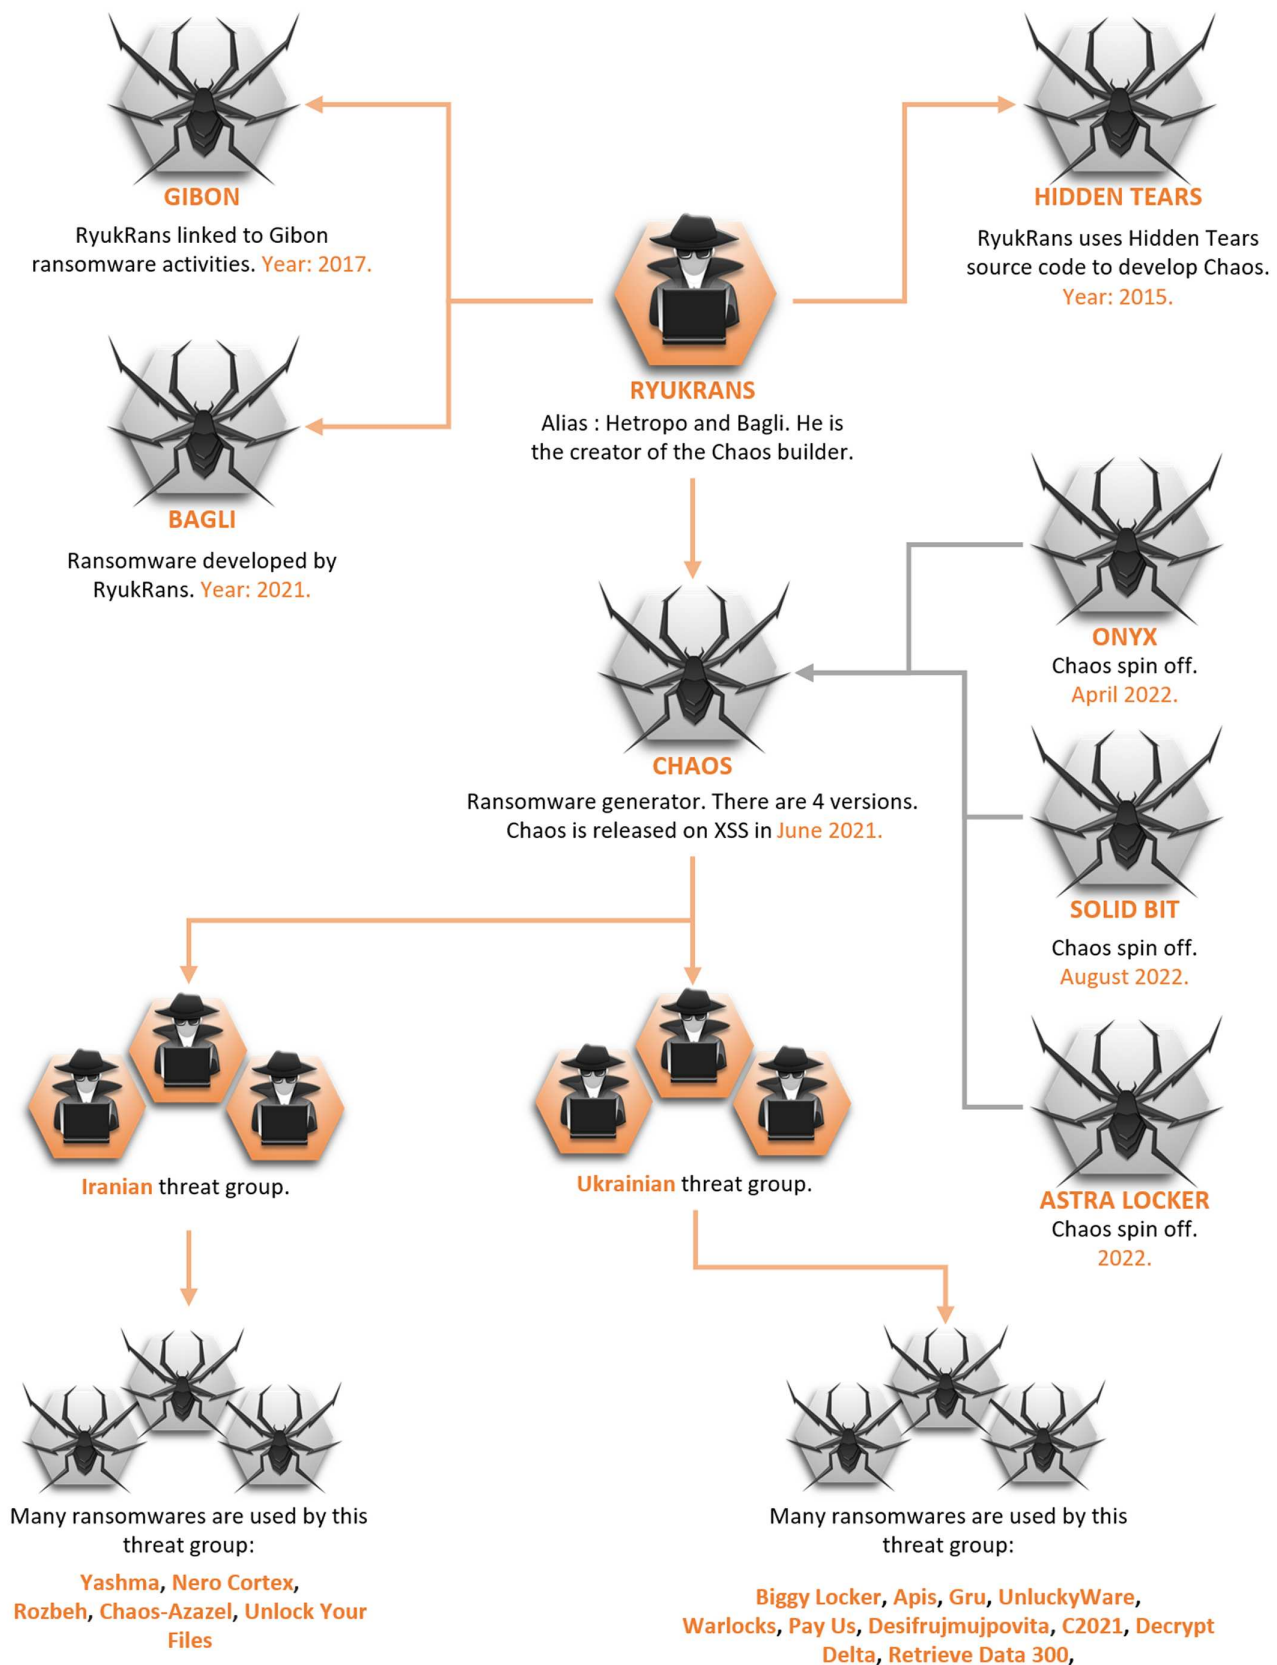 GIBON
RyukRans linked to Gibon
ransomware activities. Year: 2017.
HIDDEN TEARS
RyukRans uses Hidden Tears
source code to develop Chaos.
Year: 2015.
RYUKRANS
Alias : Hetropo and Bagli. He is
the creator of the Chaos builder.
BAGLI
Ransomware developed by
RyukRans. Year: 2021.
ONYX
Chaos spin off.
April 2022.
CHAOS
Ransomware generator. There are 4 versions.
Chaos is released on XSS in June 2021.
SOLID BIT
Chaos spin off.
August 2022.
ASTRA LOCKER
Chaos spin off.
2022.
Iranian threat group.
Ukrainian threat group.
Many ransomwares are used by this
threat group:
Yashma, Nero Cortex,
Rozbeh, Chaos-Azazel, Unlock Your
Files
Many ransomwares are used by this
threat group:
Biggy Locker, Apis, Gru, UnluckyWare,
Warlocks, Pay Us, Desifrujmujpovita, C2021, Decrypt
Delta, Retrieve Data 300,